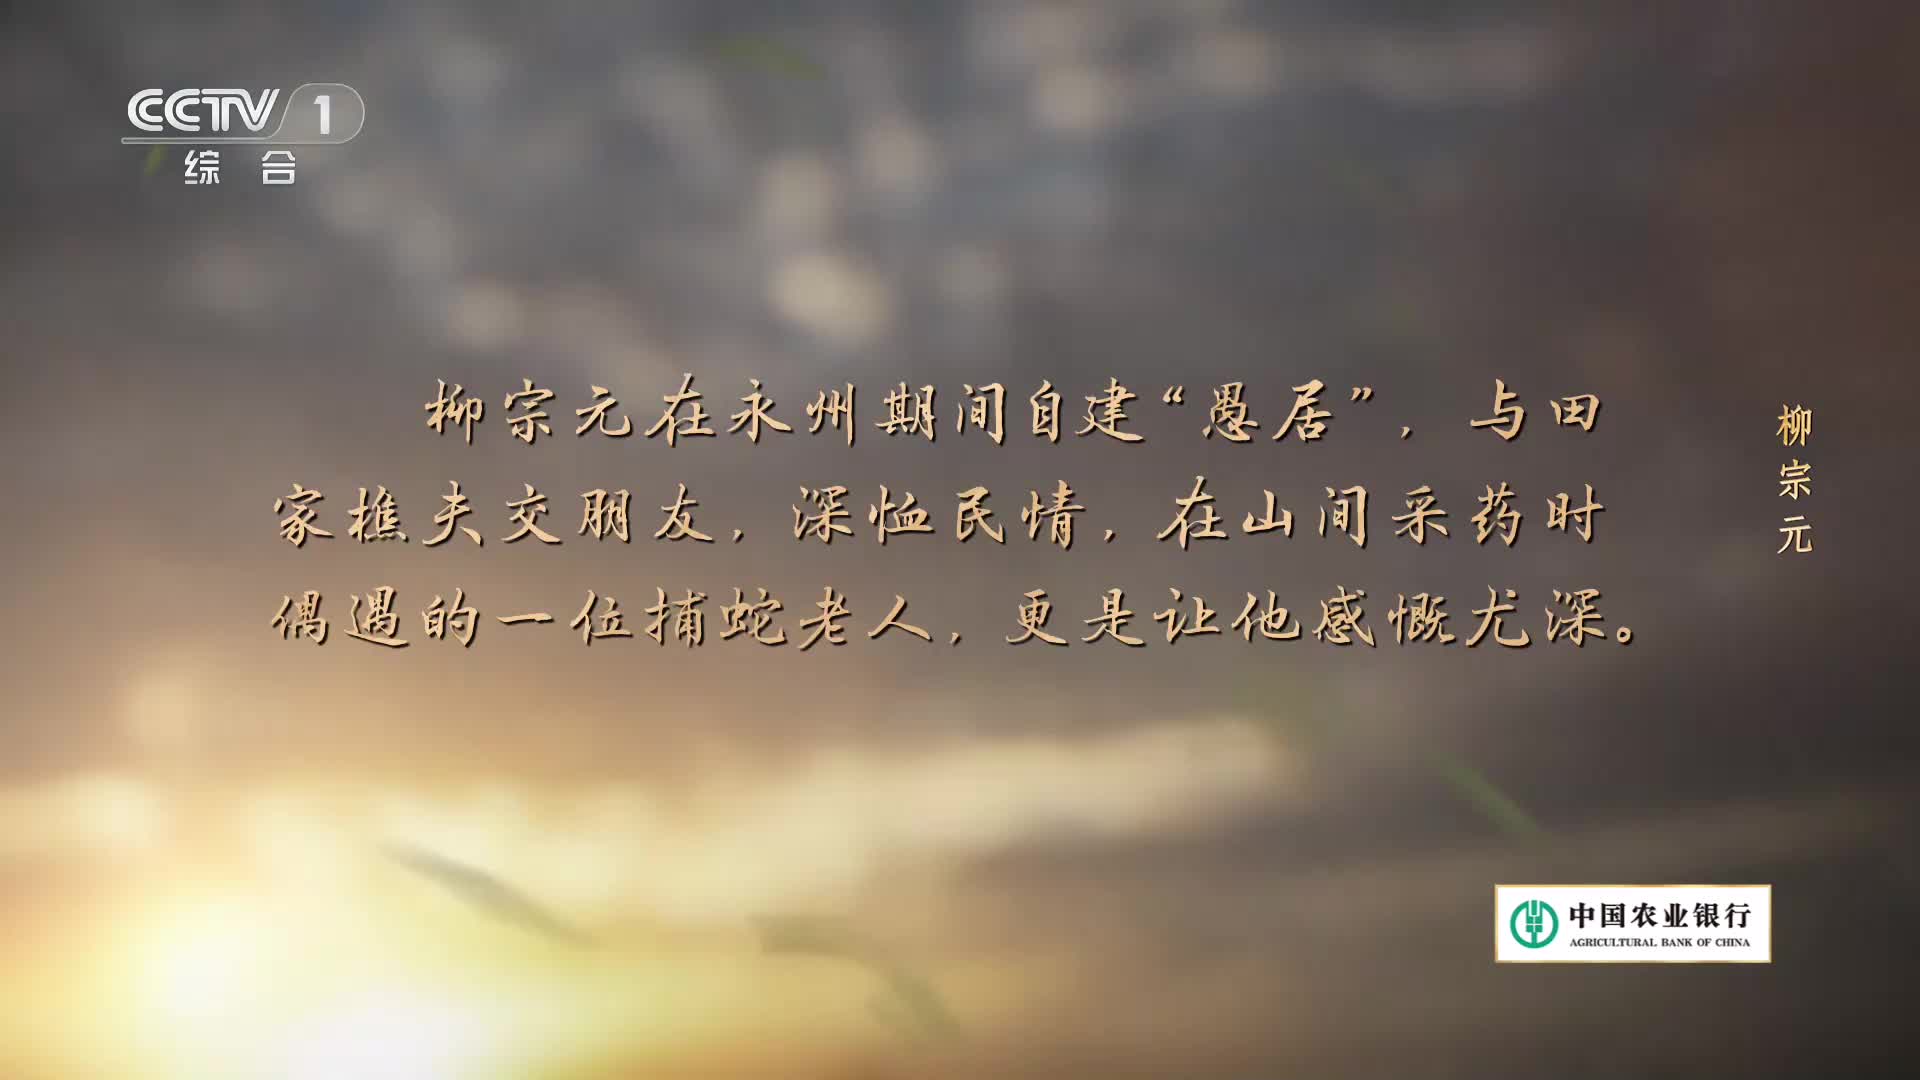 CCTV 1
综合
柳宗元在永州期间自建“愚居”，与田
家樵夫交朋友，深恤民情，在山间采药时
偶遇的一位捕蛇老人，更是让他感慨尤深。
柳宗元
中国农业银行
AGRICULTURAL BANK OF CHINA